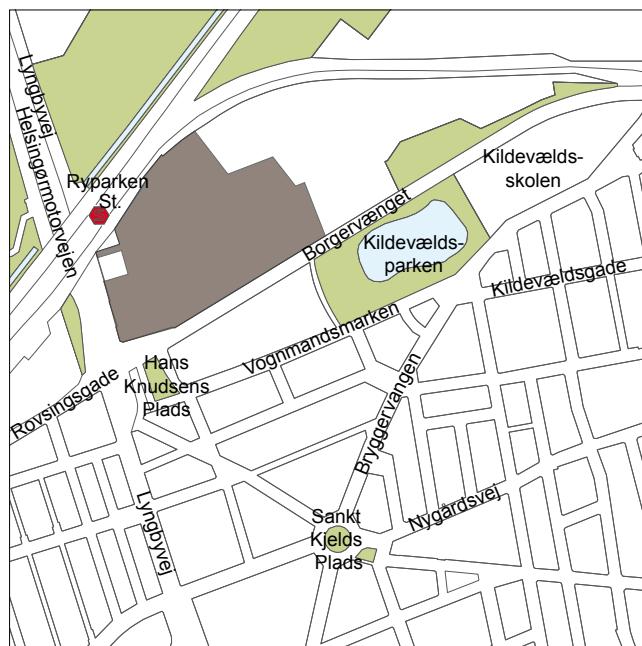 Lyngbyvej
Helsingørmotorvejen
Ryparken
St.
Borgervænget
Kildevælds-
skolen
Kildevælds-
parken
Kildevældsgade
Vognmandsmarken
Hans
Knudsens
Plads
Rovsingsgade
Bryggervangen
Lyngbyvej
Sankt
Kjelds
Plads
Nygårdsvej